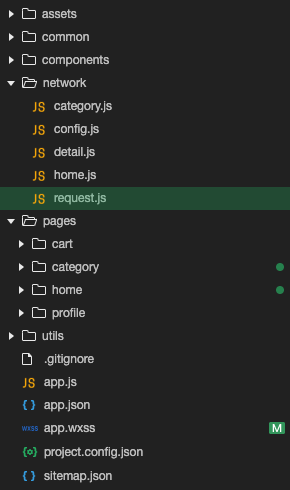 assets
common
components
network
JS category.js
JS config.js
JS detail.js
JS home.js
JS request.js
pages
cart
category
home
profile
utils
.gitignore
JS app.js
{ } app.json
wxss app.wxss M
{o} project.config.json
{ } sitemap.json